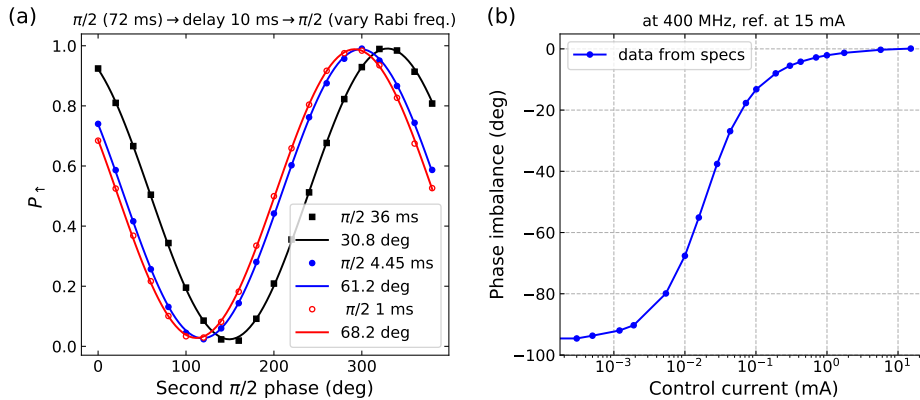 (a)
π/2 (72 ms) → delay 10 ms → π/2 (vary Rabi freq.)
P↑
1.0
0.8
0.6
0.4
0.2
0.0
0
100
200
300
Second π/2 phase (deg)
π/2 36 ms
30.8 deg
π/2 4.45 ms
61.2 deg
π/2 1 ms
68.2 deg
(b)
at 400 MHz, ref. at 15 mA
Phase imbalance (deg)
0
−20
−40
−60
−80
−100
10⁻³
10⁻²
10⁻¹
10⁰
10¹
Control current (mA)
data from specs